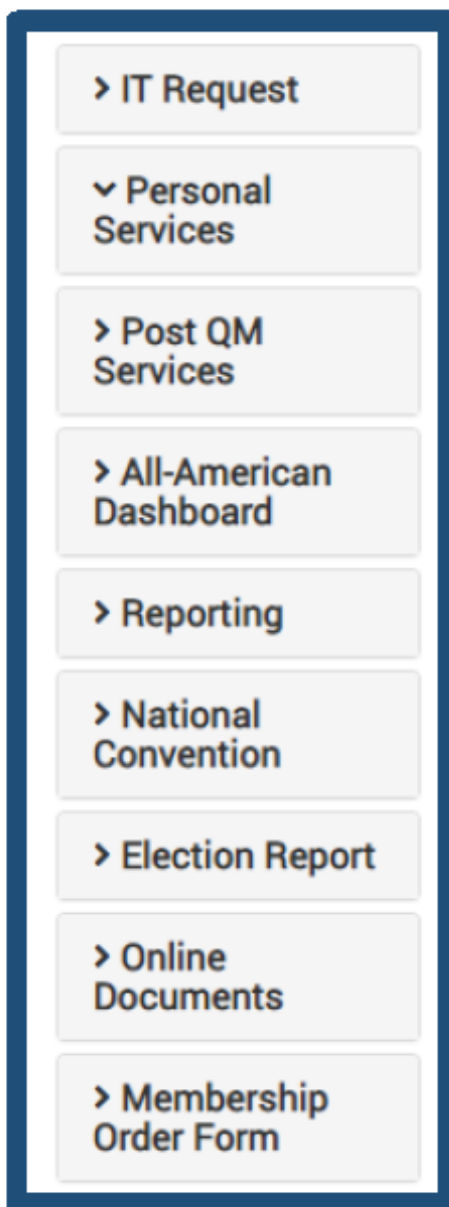 IT Request
Personal
Services
Post QM
Services
All-American
Dashboard
Reporting
National
Convention
Election Report
Online
Documents
Membership
Order Form